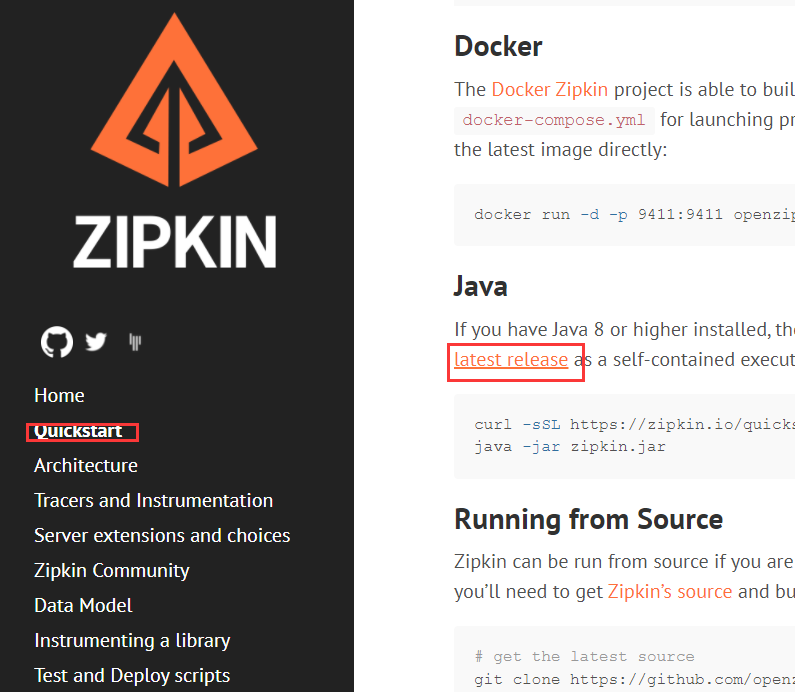 ZIPKIN
Home
Quickstart
Architecture
Tracers and Instrumentation
Server extensions and choices
Zipkin Community
Data Model
Instrumenting a library
Test and Deploy scripts
Docker
The Docker Zipkin project is able to buil
docker-compose.yml for launching pr
the latest image directly:
docker run -d -p 9411:9411 openzip
Java
If you have Java 8 or higher installed, the
latest release as a self-contained execut
curl -sSL https://zipkin.io/quicks
java -jar zipkin.jar
Running from Source
Zipkin can be run from source if you are
you’ll need to get Zipkin’s source and bu
# get the latest source
git clone https://github.com/openz